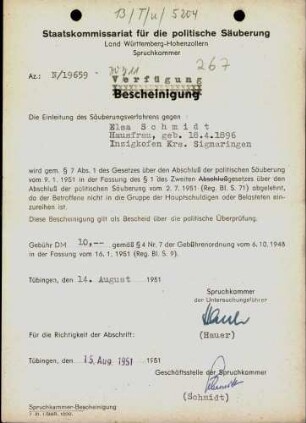 13/T/u/5204
Staatskommissariat für die politische Säuberung
Land Württemberg-Hohenzollern
Spruchkammer
267
Az.: N/19659
Verfügung
Bescheinigung
Die Einleitung des Säuberungsverfahrens gegen
Elsa Schmidt
Hausfrau, geb. 18.4.1896
Inzigkofen Krs. Sigmaringen
wird gem. § 7 Abs. 1 des Gesetzes über den Abschluß der politischen Säuberung
vom 9. 1. 1951 in der Fassung des § 1 des Zweiten Abschlußgesetzes über den
Abschluß der politischen Säuberung vom 2. 7. 1951 (Reg. Bl. S. 71) abgelehnt,
da der Betroffene nicht in die Gruppe der Hauptschuldigen oder Belasteten einzureihen ist.
Diese Bescheinigung gilt als Bescheid über die politische Überprüfung.
Gebühr DM 10,-- gemäß § 4 Nr. 7 der Gebührenordnung vom 6. 10. 1948
in der Fassung vom 16. 1. 1951 (Reg. Bl. S. 9).
Tübingen, den 14. August 1951
Spruchkammer
der Untersuchungsführer
Hauer
Für die Richtigkeit der Abschrift:
(Hauer)
Tübingen, den 15. Aug. 1951 1951
Geschäftsstelle der Spruchkammer
(Schmidt)
Spruchkammer-Bescheinigung